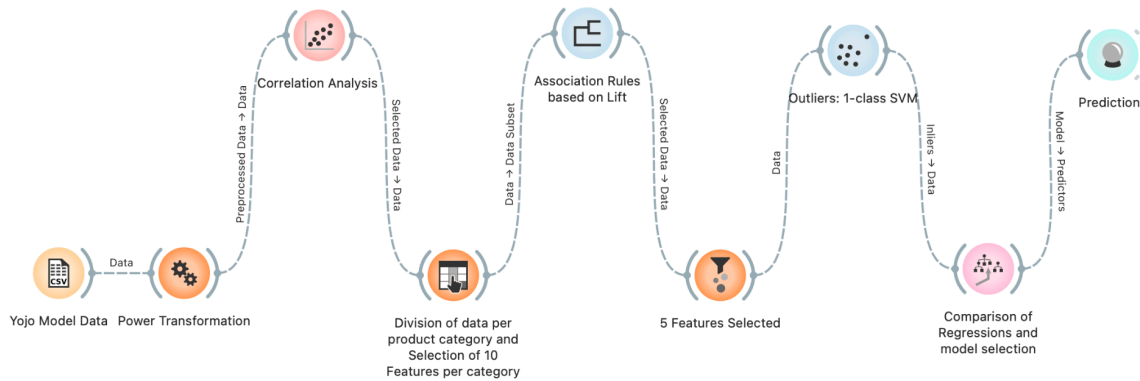 CSV
Yojo Model Data
Data
Power Transformation
Preprocessed Data → Data
Correlation Analysis
Selected Data → Data
Division of data per
product category and
Selection of 10
Features per category
Data → Data Subset
Association Rules
based on Lift
Selected Data → Data
5 Features Selected
Data
Outliers: 1-class SVM
Inliers → Data
Comparison of
Regressions and
model selection
Model → Predictors
Prediction